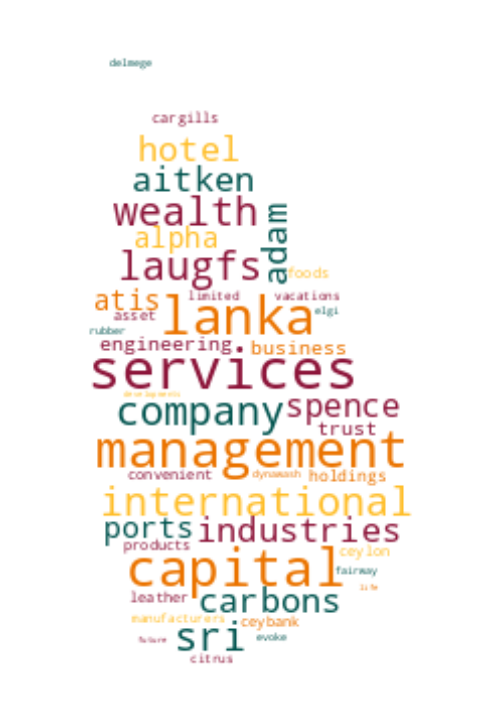 delmege
cargills
hotel
aitken
wealth
adam
alpha
laugfs
foods
atis
limited
vacations
lanka
asset
elgi
rubber
engineering
business
services
developments
company
spence
trust
management
convenient
dynawash
holdings
international
ports
industries
products
ceylon
capital
fairway
life
leather
carbons
manufacturers
ceybank
sri
future
evoke
citrus